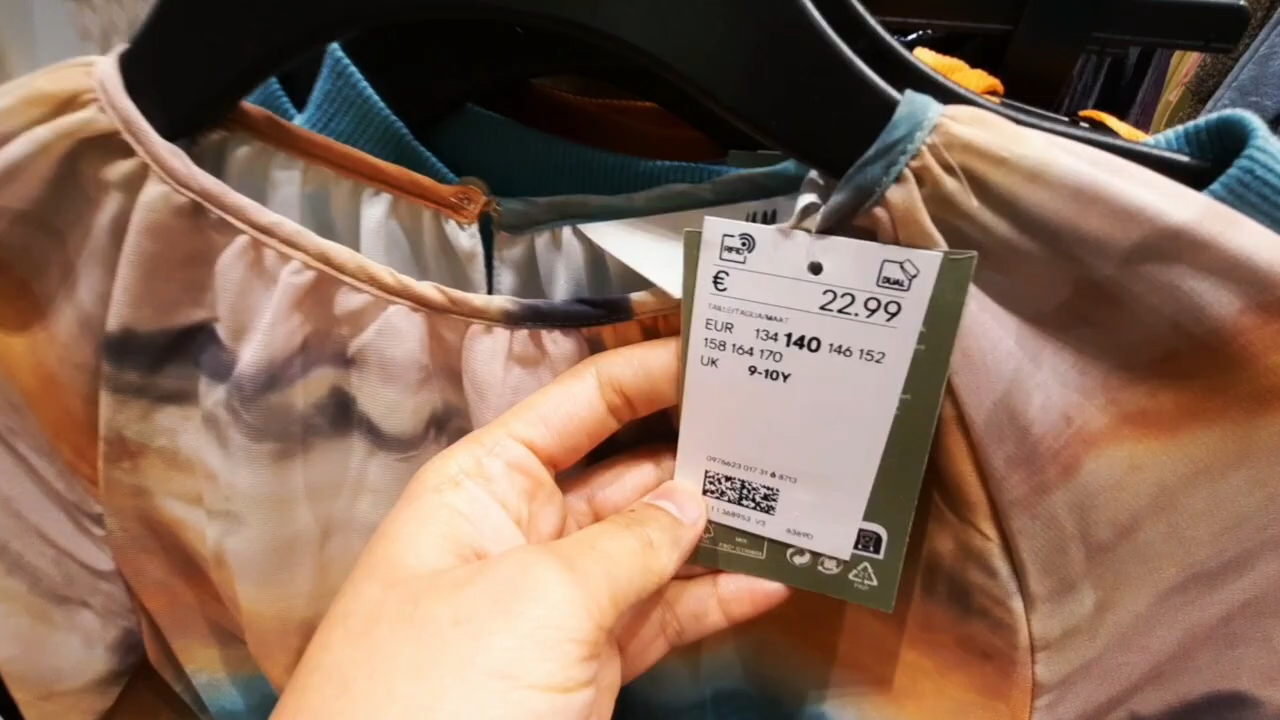 RFID
DUAL
€ 22.99
TAILLE/TAGLIA/MAAT
EUR 134 140 146 152
158 164 170
UK 9-10Y
0976623 017 31 6 8713